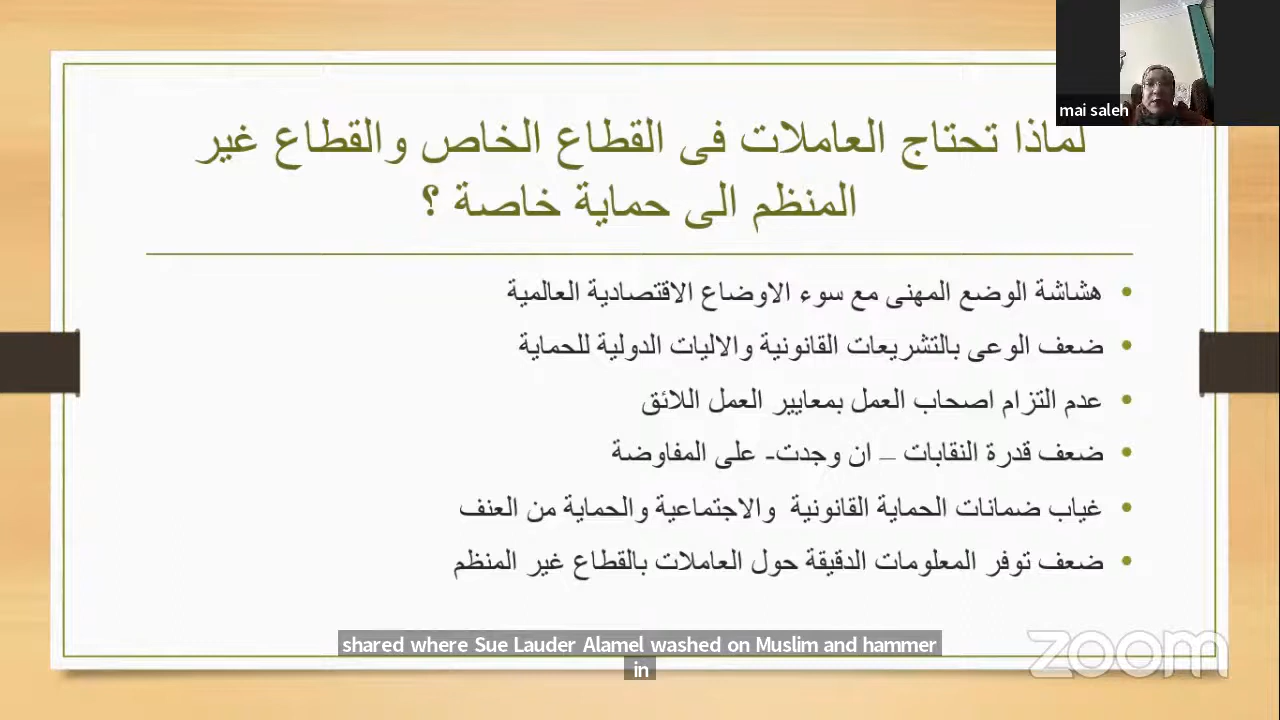 mai saleh
لماذا تحتاج العاملات فى القطاع الخاص والقطاع غير
المنظم الى حماية خاصة ؟
• هشاشة الوضع المهنى مع سوء الاوضاع الاقتصادية العالمية
• ضعف الوعى بالتشريعات القانونية والاليات الدولية للحماية
• عدم التزام اصحاب العمل بمعايير العمل اللائق
• ضعف قدرة النقابات – ان وجدت- على المفاوضة
• غياب ضمانات الحماية القانونية والاجتماعية والحماية من العنف
• ضعف توفر المعلومات الدقيقة حول العاملات بالقطاع غير المنظم
shared where Sue Lauder Alamel washed on Muslim and hammer
in
zoom